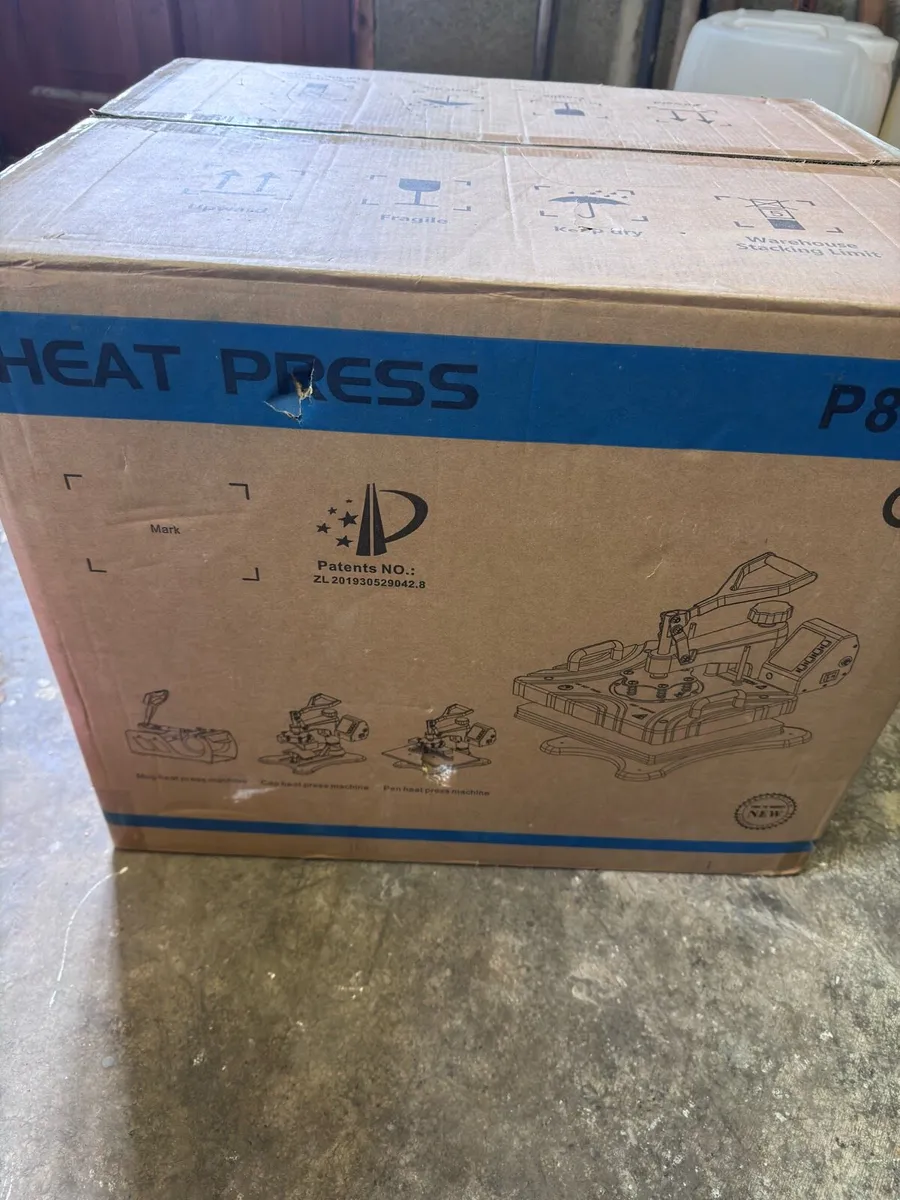 Upward
Fragile
Keep dry
Warehouse
Stacking Limit
5
HEAT PRESS
P8
Mark
Patents NO.:
ZL 201930529042.8
Mug heat press machine
Cap heat press machine
Pen heat press machine
NEW